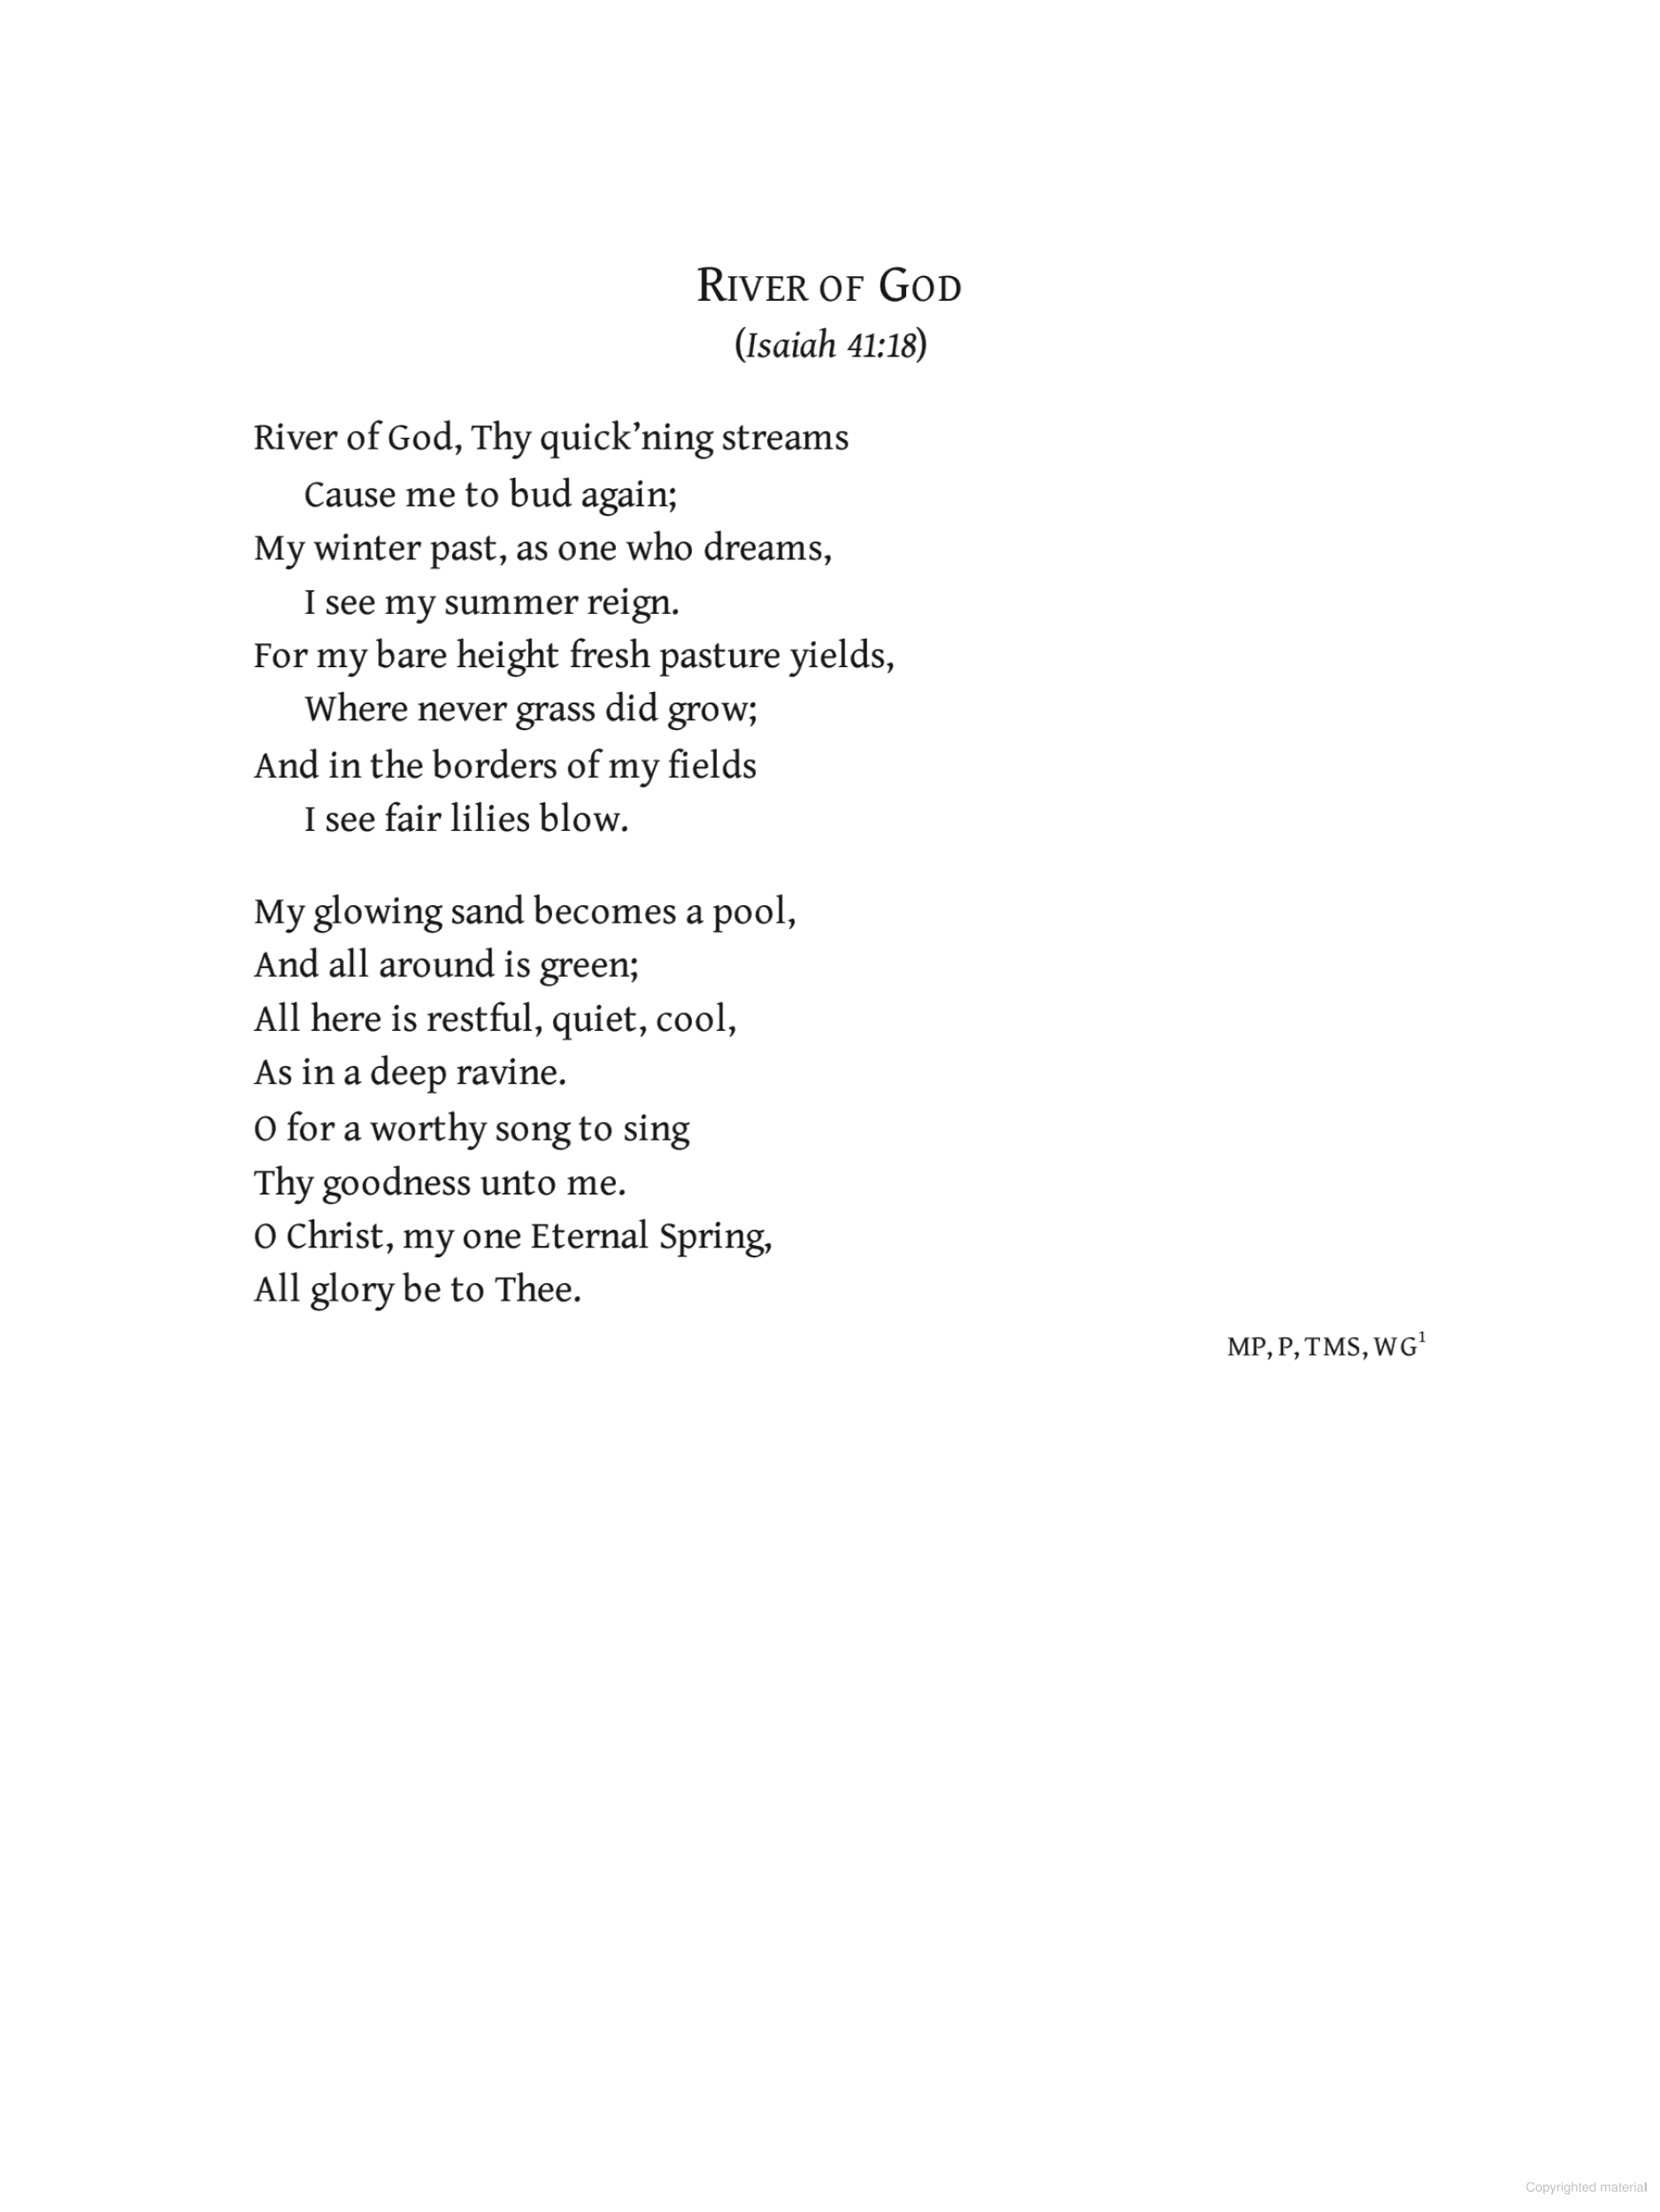 River of God
(Isaiah 41:18)
River of God, Thy quick’ning streams
Cause me to bud again;
My winter past, as one who dreams,
I see my summer reign.
For my bare height fresh pasture yields,
Where never grass did grow;
And in the borders of my fields
I see fair lilies blow.
My glowing sand becomes a pool,
And all around is green;
All here is restful, quiet, cool,
As in a deep ravine.
O for a worthy song to sing
Thy goodness unto me.
O Christ, my one Eternal Spring,
All glory be to Thee.
MP, P, TMS, WG¹
Copyrighted material